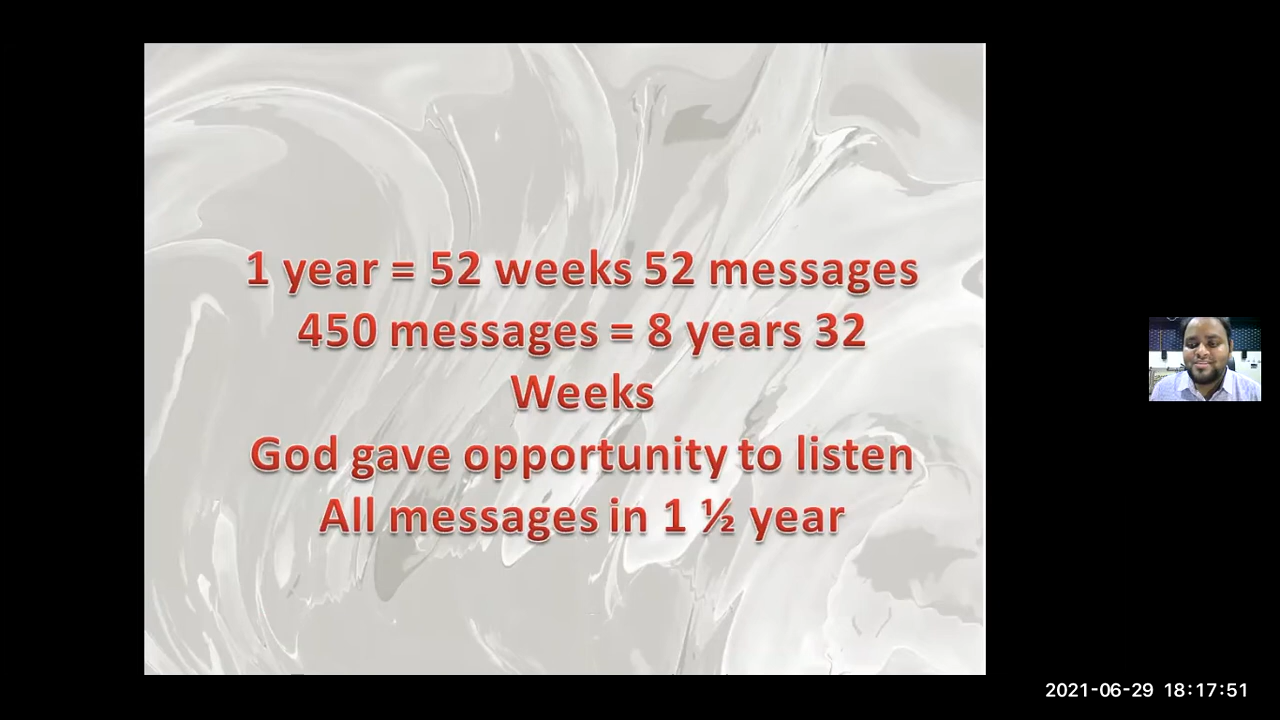 1 year = 52 weeks 52 messages
450 messages = 8 years 32
Weeks
God gave opportunity to listen
All messages in 1 ½ year
2021-06-29 18:17:51